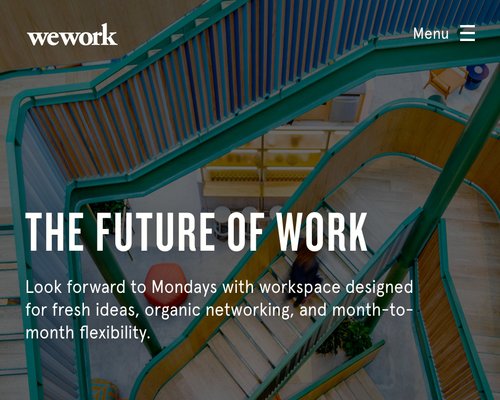 wework
Menu
THE FUTURE OF WORK
Look forward to Mondays with workspace designed
for fresh ideas, organic networking, and month-to-
month flexibility.